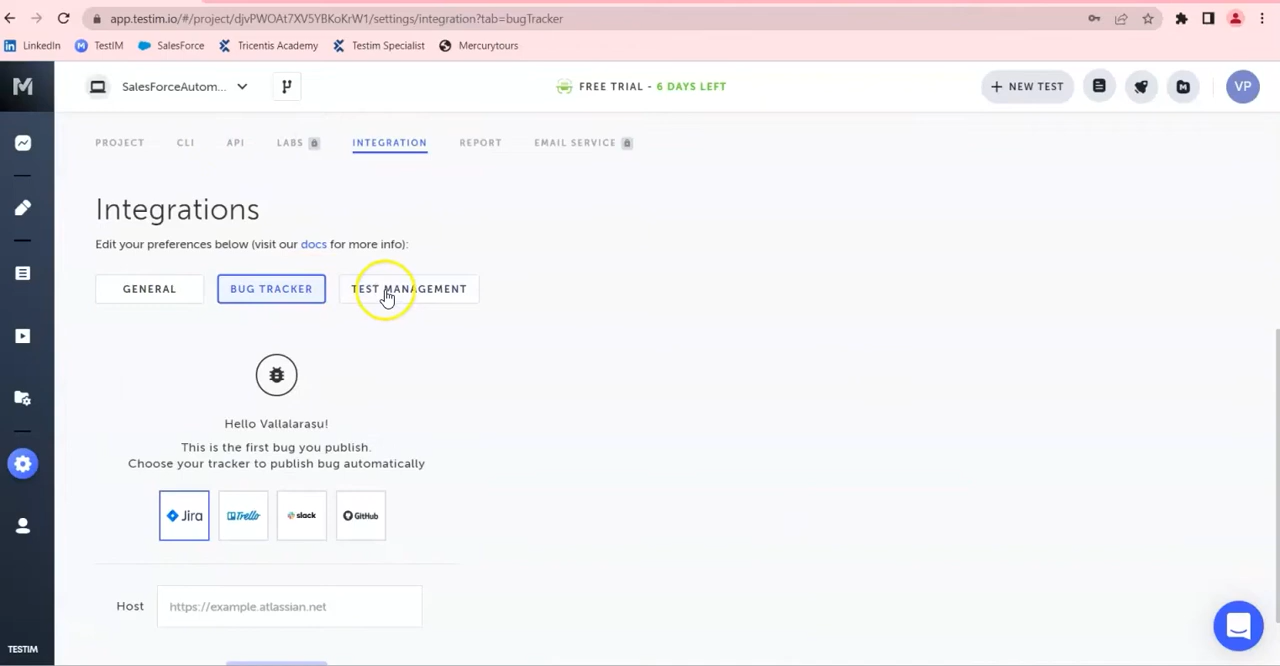 app.testim.io/#/project/djvPWOAt7XV5YBKoKrW1/settings/integration?tab=bugTracker
LinkedIn TestIM SalesForce Tricentis Academy Testim Specialist Mercurytours
M SalesForceAutom... FREE TRIAL - 6 DAYS LEFT + NEW TEST VP
PROJECT CLI API LABS INTEGRATION REPORT EMAIL SERVICE
Integrations
Edit your preferences below (visit our docs for more info):
GENERAL BUG TRACKER TEST MANAGEMENT
Hello Vallalarasu!
This is the first bug you publish.
Choose your tracker to publish bug automatically
Jira Trello slack GitHub
Host https://example.atlassian.net
TESTIM